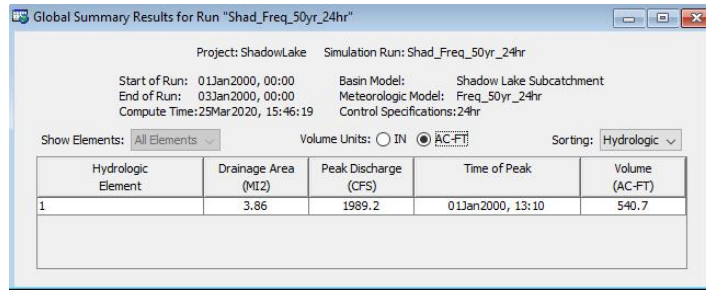 Global Summary Results for Run "Shad_Freq_50yr_24hr"
Project: ShadowLake Simulation Run: Shad_Freq_50yr_24hr
Start of Run: 01Jan2000, 00:00 Basin Model: Shadow Lake Subcatchment
End of Run: 03Jan2000, 00:00 Meteorologic Model: Freq_50yr_24hr
Compute Time:25Mar2020, 15:46:19 Control Specifications:24hr
Show Elements: All Elements Volume Units: IN AC-FT Sorting: Hydrologic
Hydrologic Drainage Area Peak Discharge Time of Peak Volume
Element (MI2) (CFS) (AC-FT)
1 3.86 1989.2 01Jan2000, 13:10 540.7